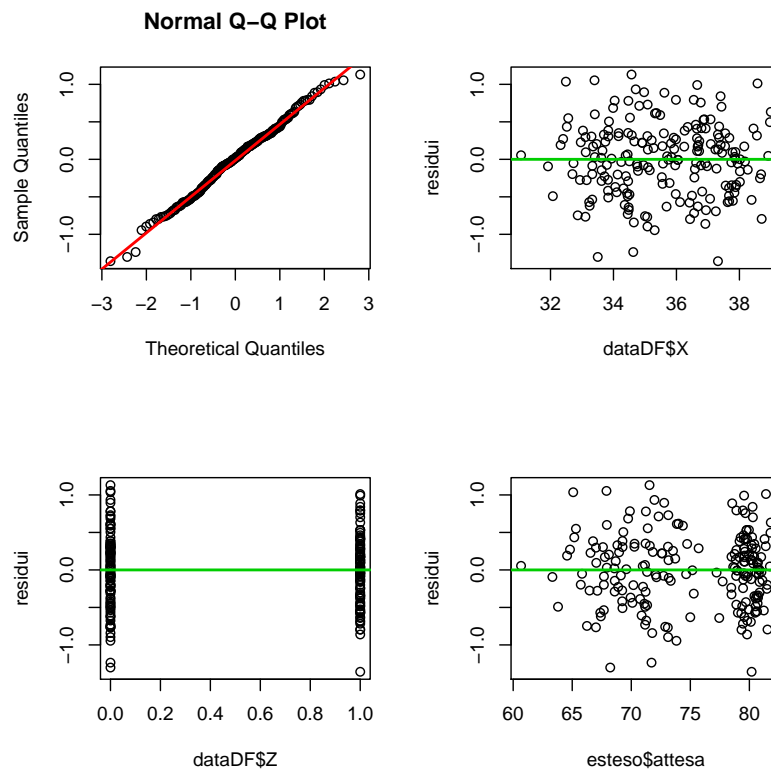 Normal Q−Q Plot
Sample Quantiles
−1.0 0.0 1.0
−3 −2 −1 0 1 2 3
Theoretical Quantiles
residui
−1.0 0.0 1.0
32 34 36 38
dataDF$X
residui
−1.0 0.0 1.0
0.0 0.2 0.4 0.6 0.8 1.0
dataDF$Z
residui
−1.0 0.0 1.0
60 65 70 75 80
esteso$attesa